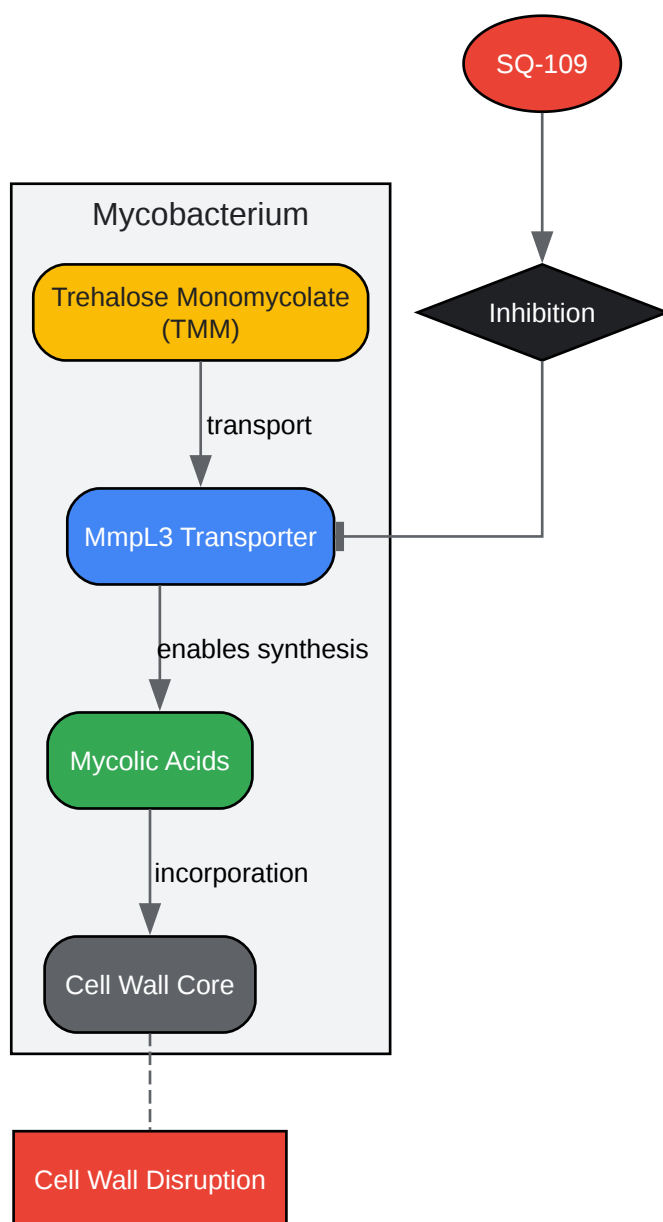 SQ-109
Mycobacterium
Trehalose Monomycolate
(TMM)
Inhibition
transport
MmpL3 Transporter
enables synthesis
Mycolic Acids
incorporation
Cell Wall Core
Cell Wall Disruption